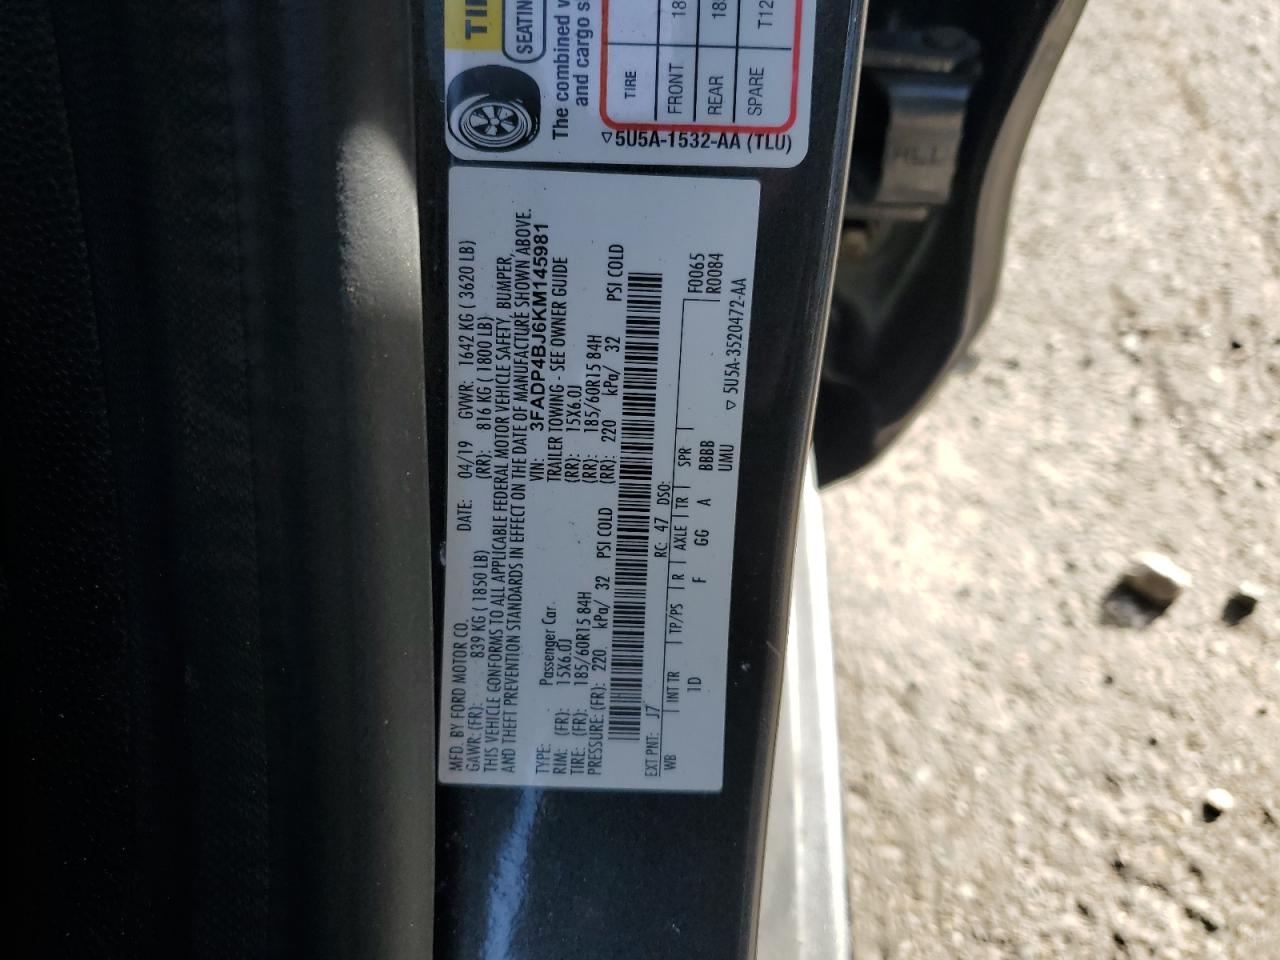 TI
SEATIN
The combined
and cargo s
TIRE
FRONT 18
REAR 18
SPARE T12
▽5U5A-1532-AA (TLU)
MFD. BY FORD MOTOR CO. DATE: 04/19 GVWR: 1642 KG ( 3620 LB)
GAWR:(FR): 839 KG ( 1850 LB) (RR): 816 KG ( 1800 LB)
THIS VEHICLE CONFORMS TO ALL APPLICABLE FEDERAL MOTOR VEHICLE SAFETY, BUMPER,
AND THEFT PREVENTION STANDARDS IN EFFECT ON THE DATE OF MANUFACTURE SHOWN ABOVE.
VIN: 3FADP4BJ6KM145981
TYPE: Passenger Car. TRAILER TOWING - SEE OWNER GUIDE
RIM: (FR): 15X6.0J (RR): 15X6.0J
TIRE: (FR): 185/60R15 84H (RR): 185/60R15 84H
PRESSURE: (FR): 220 kPa/ 32 PSI COLD (RR): 220 kPa/ 32 PSI COLD
EXT PNT: J7 RC: 47 DSO:
WB INT TR TP/PS R AXLE TR SPR F0065
1D F GG A BBBB R0084
UMU ▽ 5U5A-3520472-AA